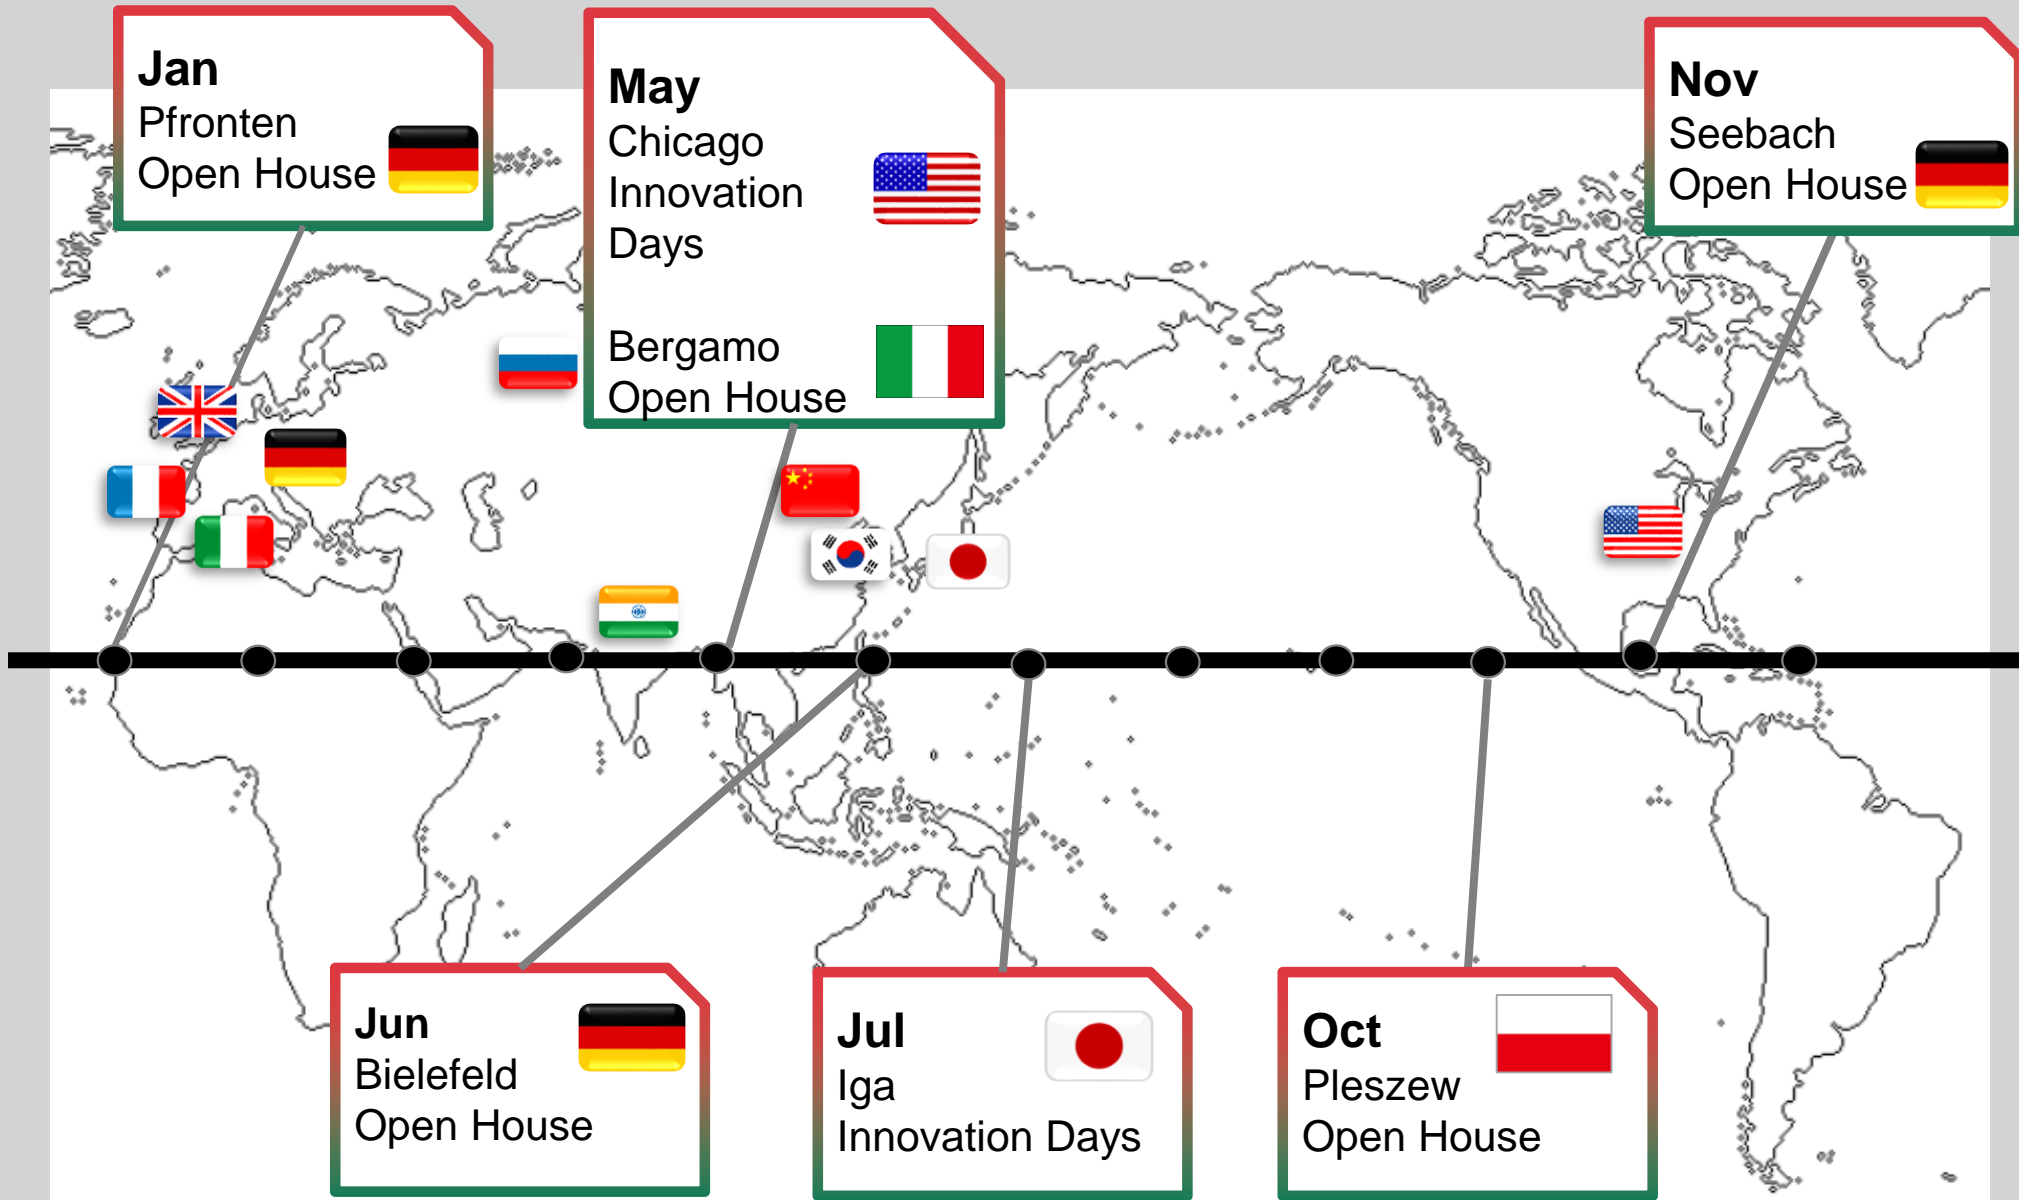 Jan
Pfronten
Open House
May
Chicago
Innovation
Days
Bergamo
Open House
Nov
Seebach
Open House
Jun
Bielefeld
Open House
Jul
Iga
Innovation Days
Oct
Pleszew
Open House